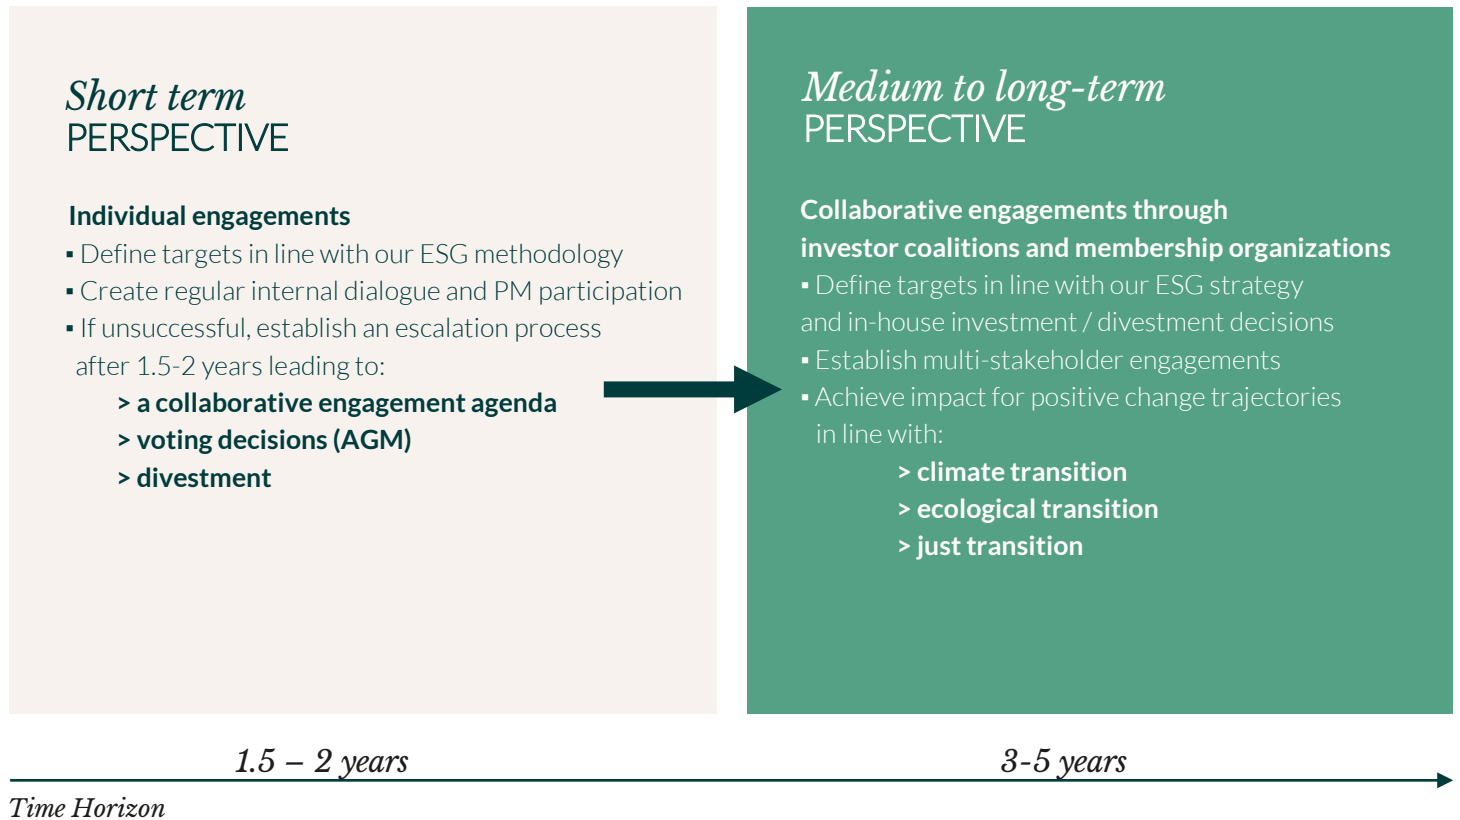 Short term
PERSPECTIVE
Individual engagements
▪ Define targets in line with our ESG methodology
▪ Create regular internal dialogue and PM participation
▪ If unsuccessful, establish an escalation process
after 1.5-2 years leading to:
> a collaborative engagement agenda
> voting decisions (AGM)
> divestment
Medium to long-term
PERSPECTIVE
Collaborative engagements through
investor coalitions and membership organizations
▪ Define targets in line with our ESG strategy
and in-house investment / divestment decisions
▪ Establish multi-stakeholder engagements
▪ Achieve impact for positive change trajectories
in line with:
> climate transition
> ecological transition
> just transition
1.5 – 2 years
3-5 years
Time Horizon